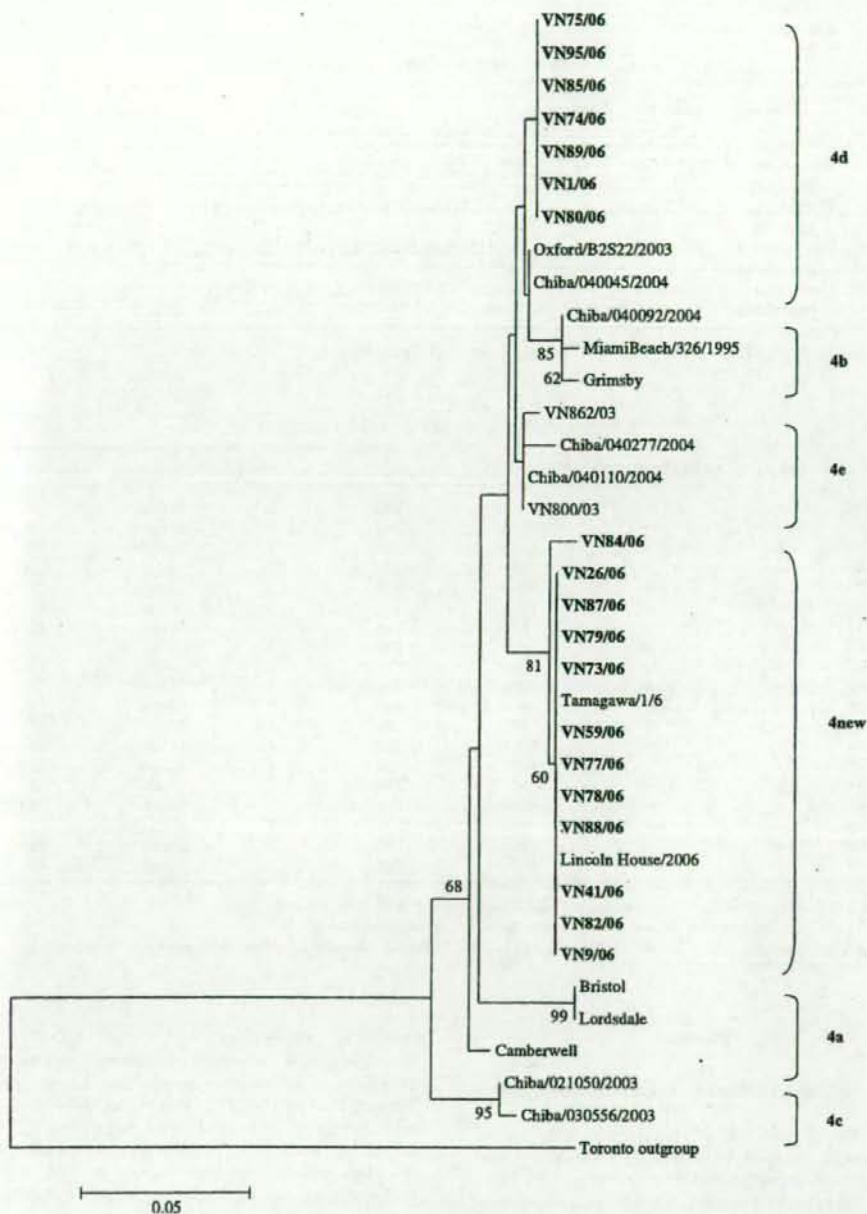 VN75/06
VN95/06
VN85/06
VN74/06
VN89/06
VN1/06
VN80/06
Oxford/B2S22/2003
Chiba/040045/2004
4d
Chiba/040092/2004
85
MiamiBeach/326/1995
62
Grimsby
4b
VN862/03
Chiba/040277/2004
Chiba/040110/2004
VN800/03
4e
VN84/06
VN26/06
VN87/06
VN79/06
81
VN73/06
Tamagawa/1/6
VN59/06
VN77/06
60
VN78/06
VN88/06
Lincoln House/2006
VN41/06
VN82/06
VN9/06
4new
68
Bristol
99
Lordsdale
Camberwell
4a
Chiba/021050/2003
95
Chiba/030556/2003
4c
Toronto outgroup
0.05